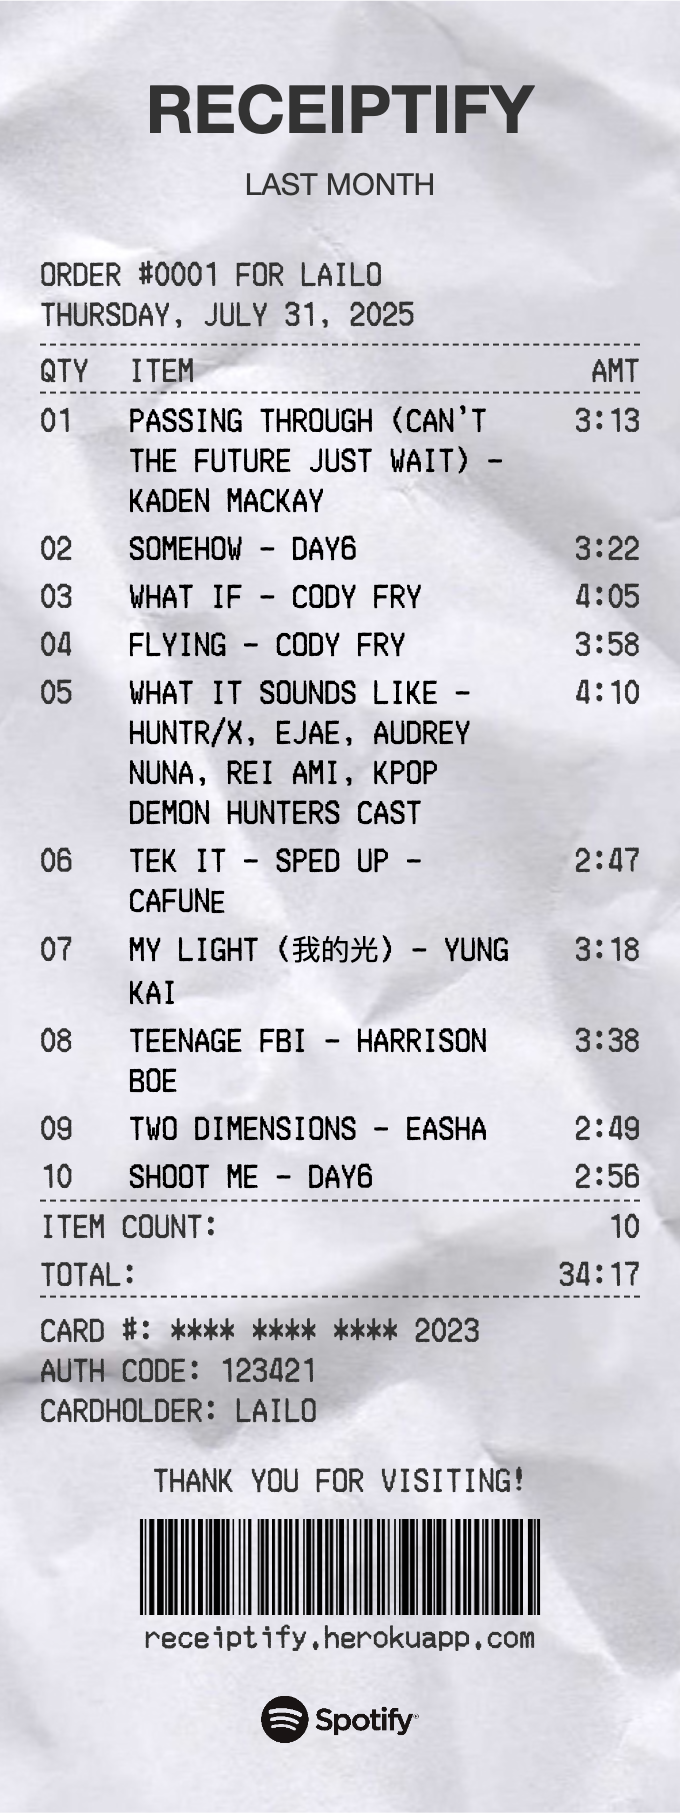 RECEIPTIFY
LAST MONTH
ORDER #0001 FOR LAILO
THURSDAY, JULY 31, 2025
QTY ITEM AMT
01 PASSING THROUGH (CAN'T 3:13
THE FUTURE JUST WAIT) -
KADEN MACKAY
02 SOMEHOW - DAY6 3:22
03 WHAT IF - CODY FRY 4:05
04 FLYING - CODY FRY 3:58
05 WHAT IT SOUNDS LIKE - 4:10
HUNTR/X, EJAE, AUDREY
NUNA, REI AMI, KPOP
DEMON HUNTERS CAST
06 TEK IT - SPED UP - 2:47
CAFUNE
07 MY LIGHT (我的光) - YUNG 3:18
KAI
08 TEENAGE FBI - HARRISON 3:38
BOE
09 TWO DIMENSIONS - EASHA 2:49
10 SHOOT ME - DAY6 2:56
ITEM COUNT: 10
TOTAL: 34:17
CARD #: **** **** **** 2023
AUTH CODE: 123421
CARDHOLDER: LAILO
THANK YOU FOR VISITING!
receiptify.herokuapp.com
Spotify